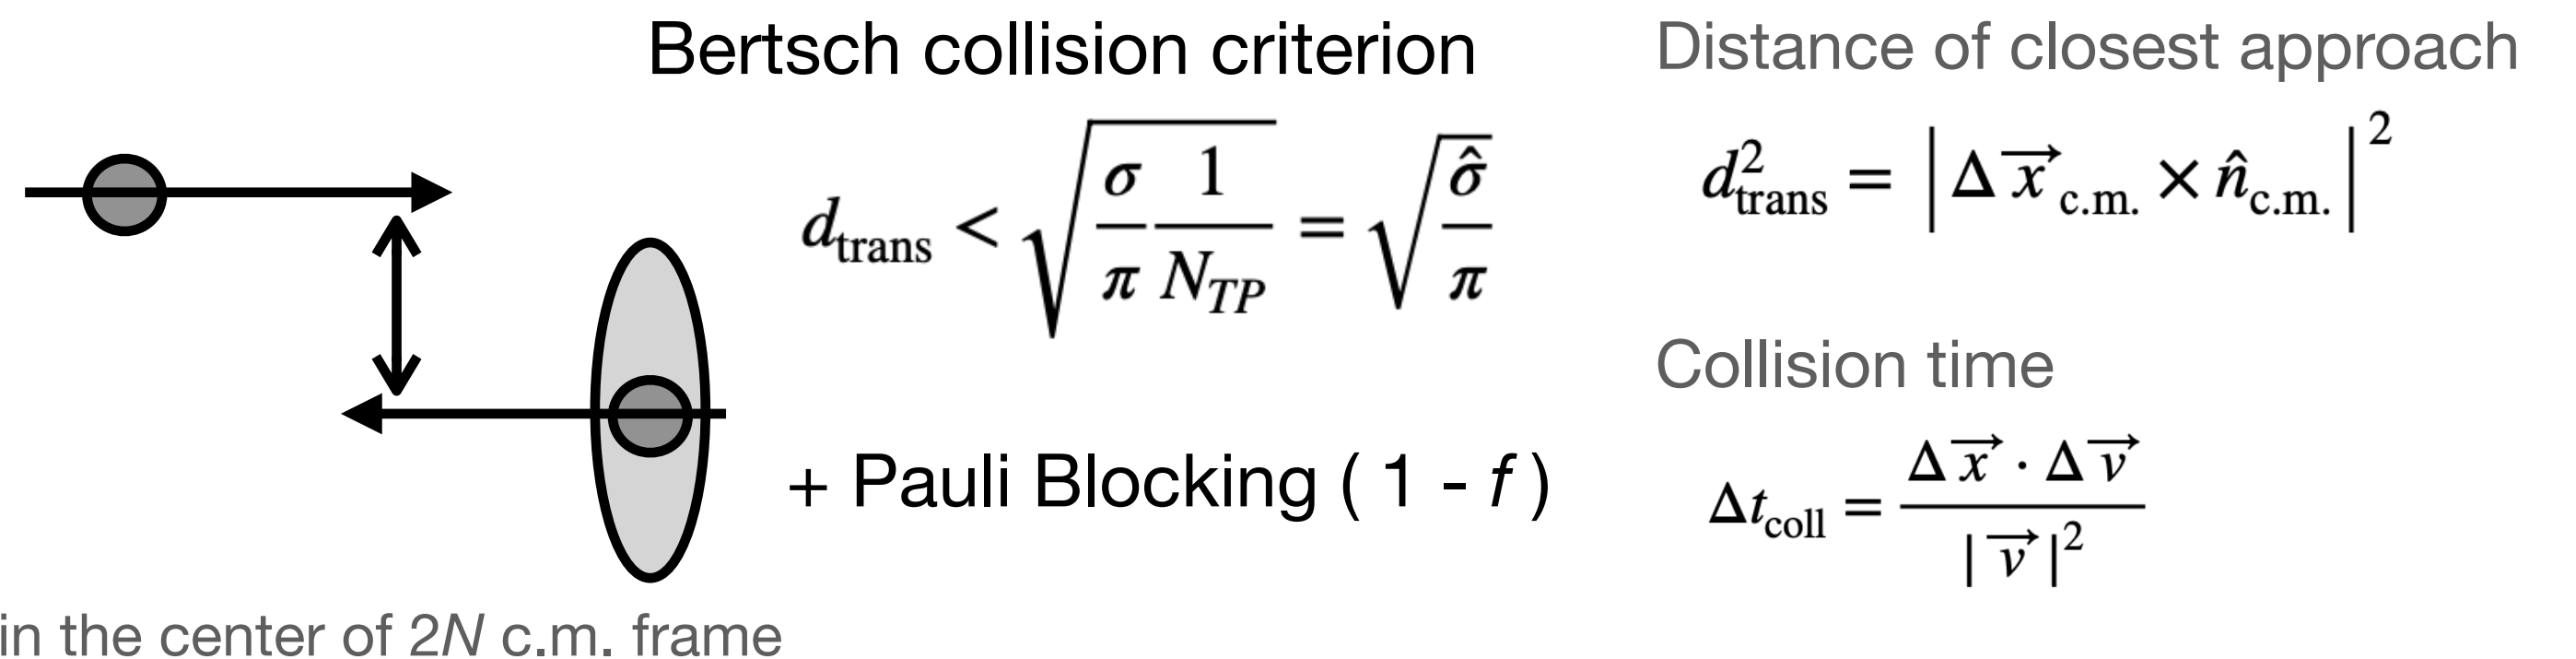 Bertsch collision criterion
d_trans < √(σ/π 1/N_TP) = √(σ̂/π)
+ Pauli Blocking ( 1 - f )
in the center of 2N c.m. frame
Distance of closest approach
d²_trans = |Δx⃗_c.m. × n̂_c.m.|²
Collision time
Δt_coll = Δx⃗ · Δv⃗ / |v⃗|²